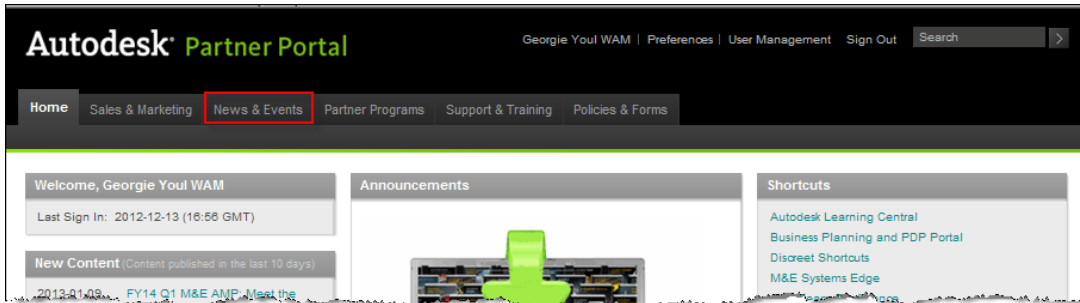 Autodesk® Partner Portal
Georgie Youl WAM | Preferences | User Management Sign Out Search
Home Sales & Marketing News & Events Partner Programs Support & Training Policies & Forms
Welcome, Georgie Youl WAM
Last Sign In: 2012-12-13 (16:56 GMT)
New Content (Content published in the last 10 days)
2013-01-09 FY14 Q1 M&E AMP: Meet the
Announcements
Shortcuts
Autodesk Learning Central
Business Planning and PDP Portal
Discreet Shortcuts
M&E Systems Edge